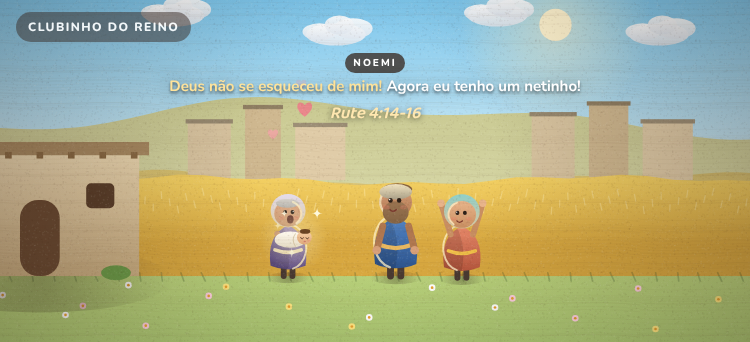 CLUBINHO DO REINO
NOEMI
Deus não se esqueceu de mim! Agora eu tenho um netinho!
Rute 4:14-16